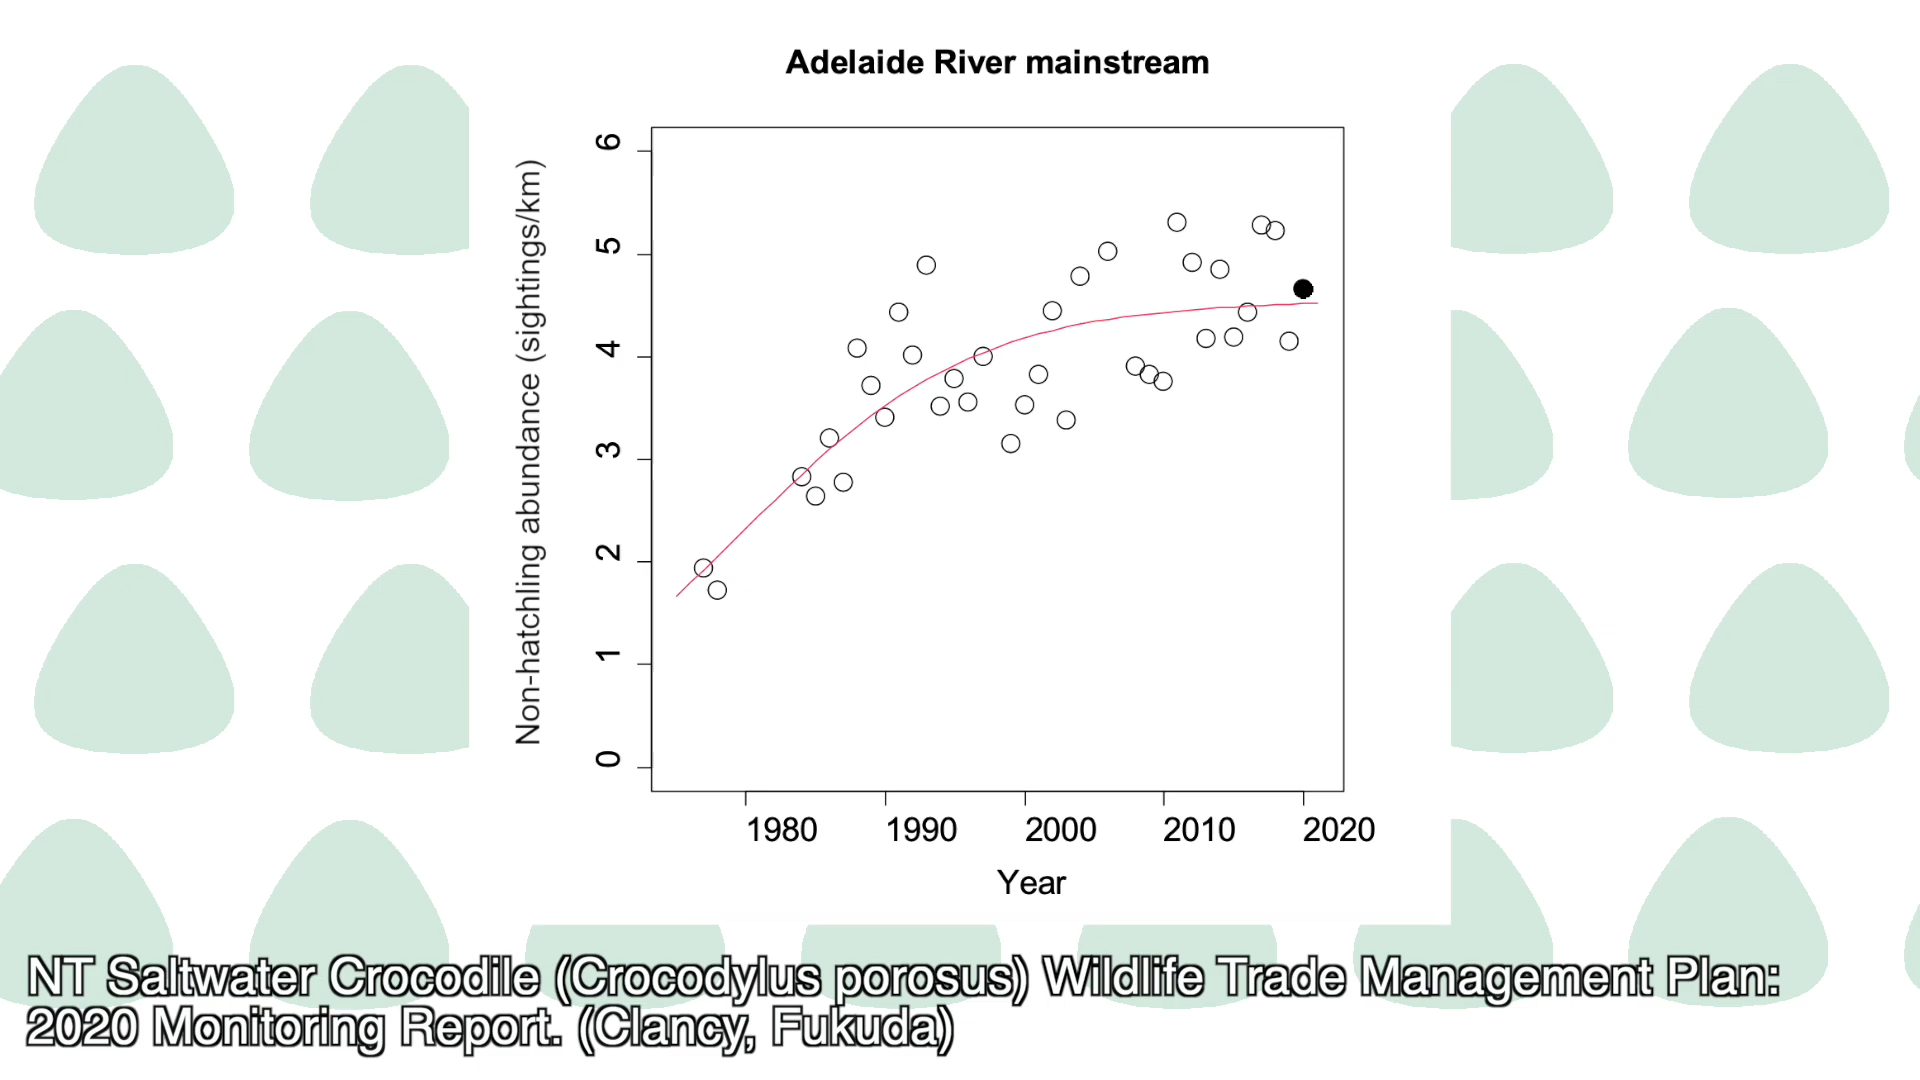 Adelaide River mainstream
Non-hatchling abundance (sightings/km)
6
5
4
3
2
1
0
1980 1990 2000 2010 2020
Year
NT Saltwater Crocodile (Crocodylus porosus) Wildlife Trade Management Plan:
2020 Monitoring Report. (Clancy, Fukuda)